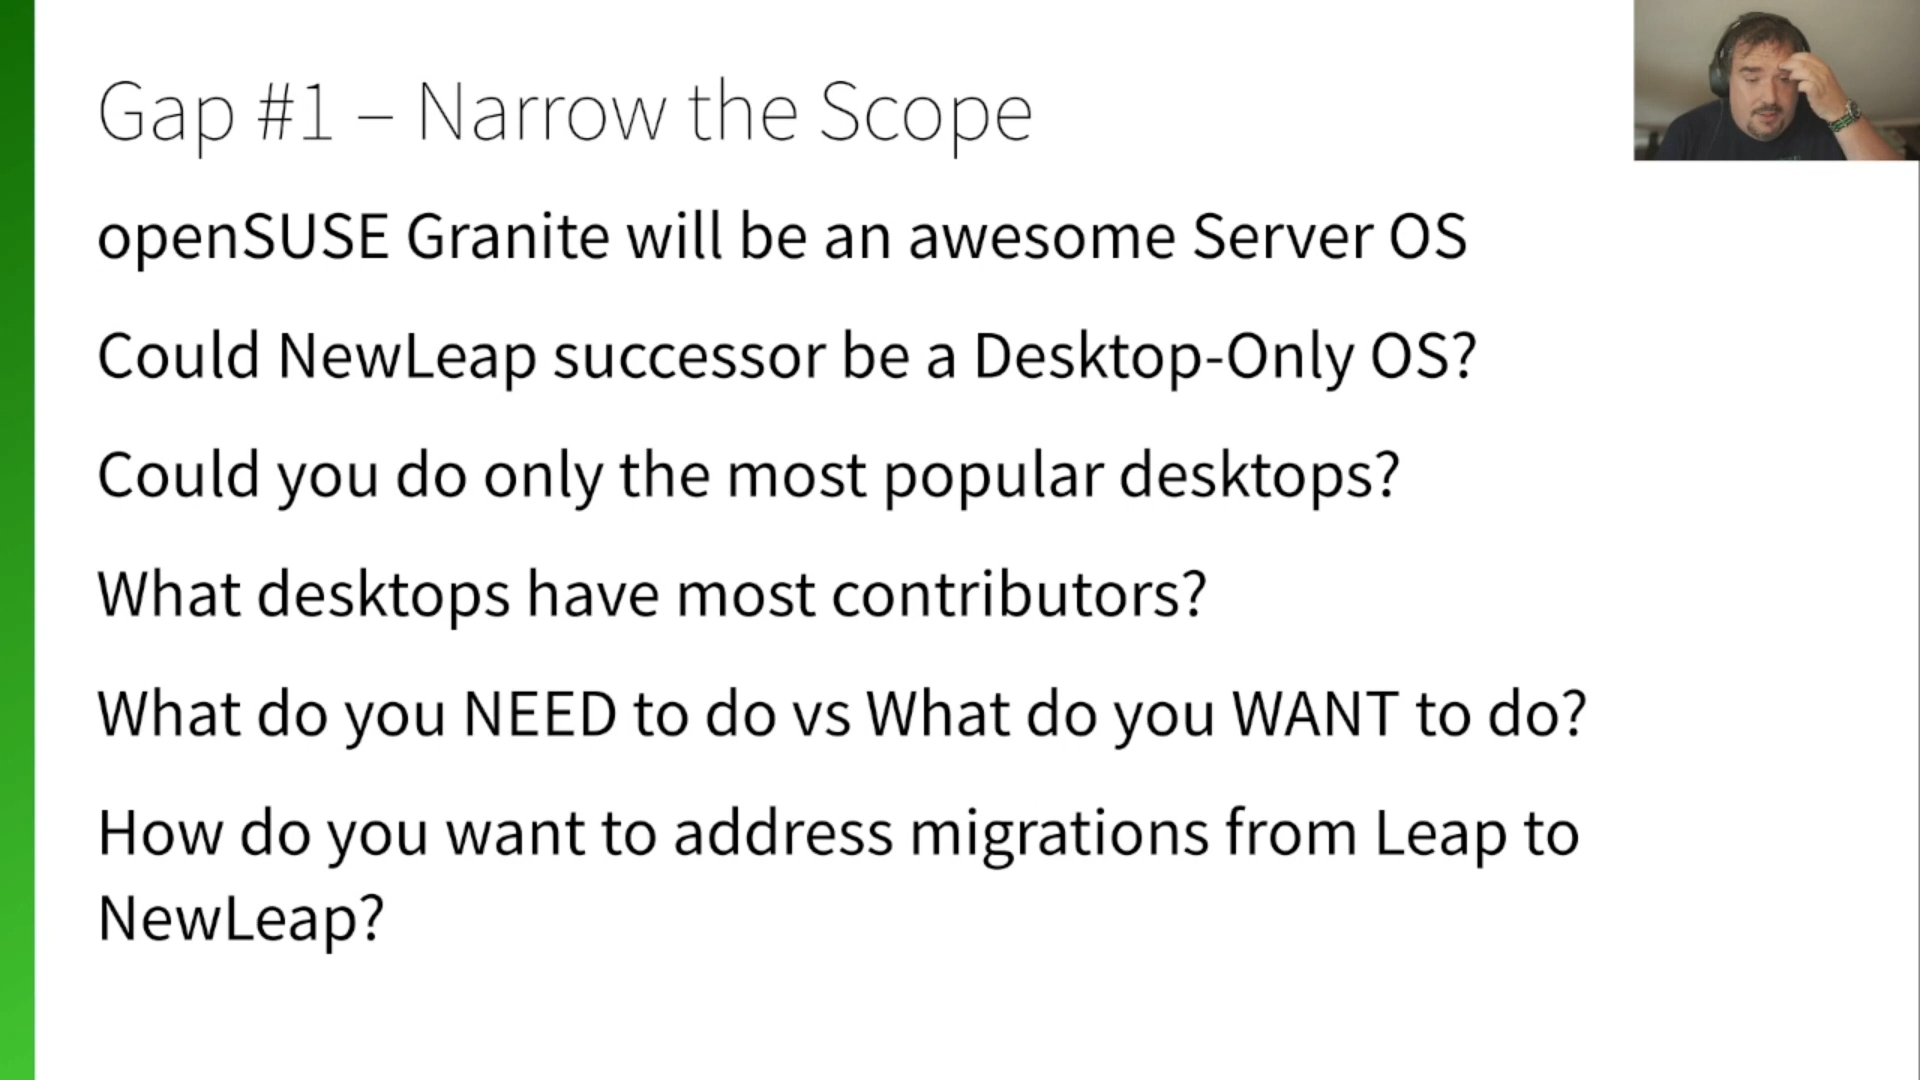 Gap #1 – Narrow the Scope
openSUSE Granite will be an awesome Server OS
Could NewLeap successor be a Desktop-Only OS?
Could you do only the most popular desktops?
What desktops have most contributors?
What do you NEED to do vs What do you WANT to do?
How do you want to address migrations from Leap to
NewLeap?